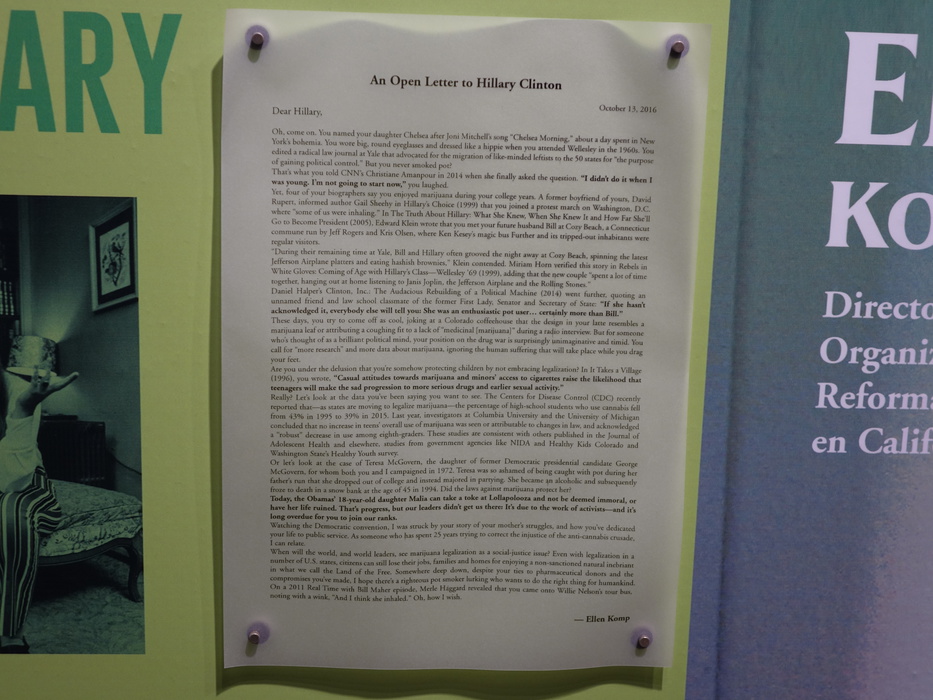 ARY
An Open Letter to Hillary Clinton
Dear Hillary,
October 13, 2016
Oh, come on. You named your daughter Chelsea after Joni Mitchell's song "Chelsea Morning," about a day spent in New
York's bohemia. You wore big, round eyeglasses and dressed like a hippie when you attended Wellesley in the 1960s. You
edited a radical law journal at Yale that advocated for the migration of like-minded leftists to the 50 states for "the purpose
of gaining political control." But you never smoked pot?
That's what you told CNN's Christiane Amanpour in 2014 when she finally asked the question. "I didn't do it when I
was young. I'm not going to start now," you laughed.
Yet, four of your biographers say you enjoyed marijuana during your college years. A former boyfriend of yours, David
Rupert, informed author Gail Sheehy in Hillary's Choice (1999) that you joined a protest march on Washington, D.C.
where "some of us were inhaling." In The Truth About Hillary: What She Knew, When She Knew It and How Far She'll
Go to Become President (2005), Edward Klein wrote that you met your future husband Bill at Cozy Beach, a Connecticut
commune run by Jeff Rogers and Kris Olsen, where Ken Kesey's magic bus Further and its tripped-out inhabitants were
regular visitors.
"During their remaining time at Yale, Bill and Hillary often grooved the night away at Cozy Beach, spinning the latest
Jefferson Airplane platters and eating hashish brownies," Klein contended. Miriam Horn verified this story in Rebels in
White Gloves: Coming of Age with Hillary's Class—Wellesley '69 (1999), adding that the new couple "spent a lot of time
together, hanging out at home listening to Janis Joplin, the Jefferson Airplane and the Rolling Stones."
Daniel Halper's Clinton, Inc.: The Audacious Rebuilding of a Political Machine (2014) went further, quoting an
unnamed friend and law school classmate of the former First Lady, Senator and Secretary of State: "If she hasn't
acknowledged it, everybody else will tell you: She was an enthusiastic pot user… certainly more than Bill."
These days, you try to come off as cool, joking at a Colorado coffeehouse that the design in your latte resembles a
marijuana leaf or attributing a coughing fit to a lack of "medicinal [marijuana]" during a radio interview. But for someone
who's thought of as a brilliant political mind, your position on the drug war is surprisingly unimaginative and timid. You
call for "more research" and more data about marijuana, ignoring the human suffering that will take place while you drag
your feet.
Are you under the delusion that you're somehow protecting children by not embracing legalization? In It Takes a Village
(1996), you wrote, "Casual attitudes towards marijuana and minors' access to cigarettes raise the likelihood that
teenagers will make the sad progression to more serious drugs and earlier sexual activity."
Really? Let's look at the data you've been saying you want to see. The Centers for Disease Control (CDC) recently
reported that—as states are moving to legalize marijuana—the percentage of high-school students who use cannabis fell
from 43% in 1995 to 39% in 2015. Last year, investigators at Columbia University and the University of Michigan
concluded that no increase in teens' overall use of marijuana was seen or attributable to changes in law, and acknowledged
a "robust" decrease in use among eighth-graders. These studies are consistent with others published in the Journal of
Adolescent Health and elsewhere, studies from government agencies like NIDA and Healthy Kids Colorado and
Washington State's Healthy Youth survey.
Or let's look at the case of Teresa McGovern, the daughter of former Democratic presidential candidate George
McGovern, for whom both you and I campaigned in 1972. Teresa was so ashamed of being caught with pot during her
father's run that she dropped out of college and instead majored in partying. She became an alcoholic and subsequently
froze to death in a snow bank at the age of 45 in 1994. Did the laws against marijuana protect her?
Today, the Obamas' 18-year-old daughter Malia can take a toke at Lollapolooza and not be deemed immoral, or
have her life ruined. That's progress, but our leaders didn't get us there: It's due to the work of activists—and it's
long overdue for you to join our ranks.
Watching the Democratic convention, I was struck by your story of your mother's struggles, and how you've dedicated
your life to public service. As someone who has spent 25 years trying to correct the injustice of the anti-cannabis crusade,
I can relate.
When will the world, and world leaders, see marijuana legalization as a social-justice issue? Even with legalization in a
number of U.S. states, citizens can still lose their jobs, families and homes for enjoying a non-sanctioned natural inebriant
in what we call the Land of the Free. Somewhere deep down, despite your ties to pharmaceutical donors and the
compromises you've made, I hope there's a righteous pot smoker lurking who wants to do the right thing for humankind.
On a 2011 Real Time with Bill Maher episode, Merle Haggard revealed that you came onto Willie Nelson's tour bus,
noting with a wink, "And I think she inhaled." Oh, how I wish.
— Ellen Komp
El
Ko
Directo
Organiz
Reforma
en Calif